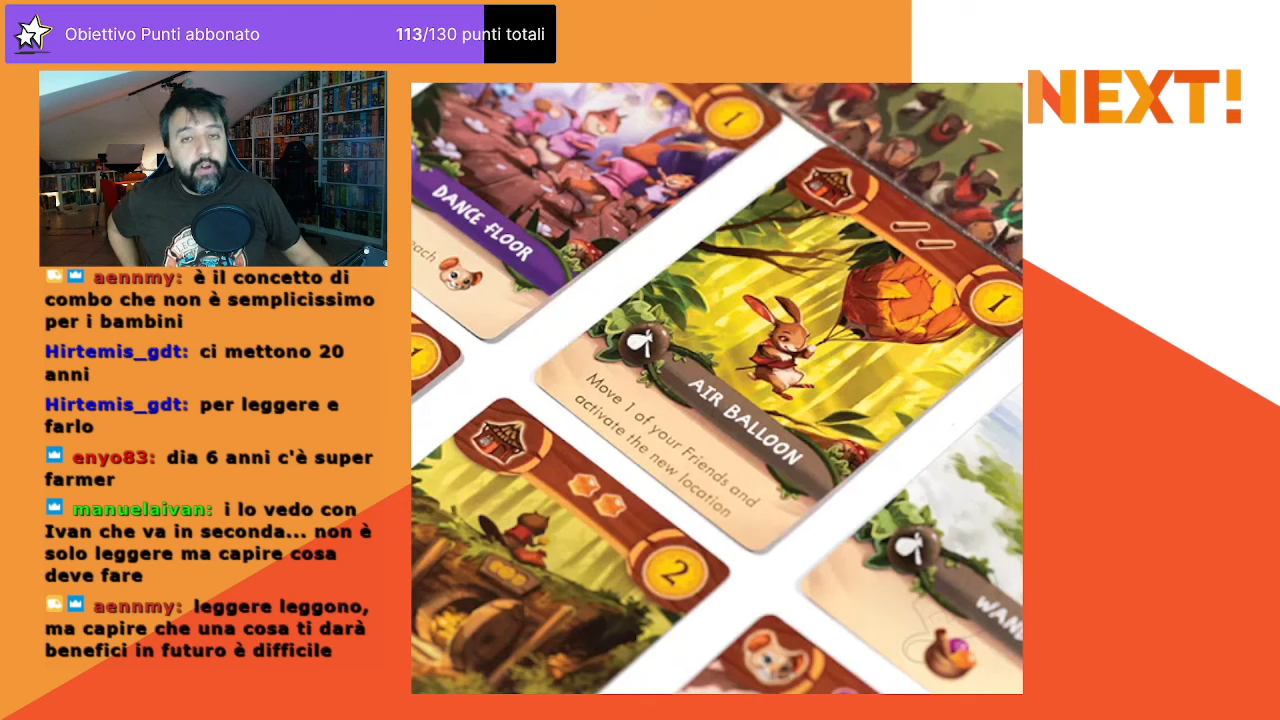 Obiettivo Punti abbonato 113/130 punti totali
NEXT!
aennmy: è il concetto di
combo che non è semplicissimo
per i bambini
Hirtemis_gdt: ci mettono 20
anni
Hirtemis_gdt: per leggere e
farlo
enyo83: dia 6 anni c'è super
farmer
manuelaivan: i lo vedo con
Ivan che va in seconda... non è
solo leggere ma capire cosa
deve fare
aennmy: leggere leggono,
ma capire che una cosa ti darà
benefici in futuro è difficile
1
DANCE FLOOR
each
1
1
AIR BALLOON
Move 1 of your Friends and
activate the new location
2
WAND